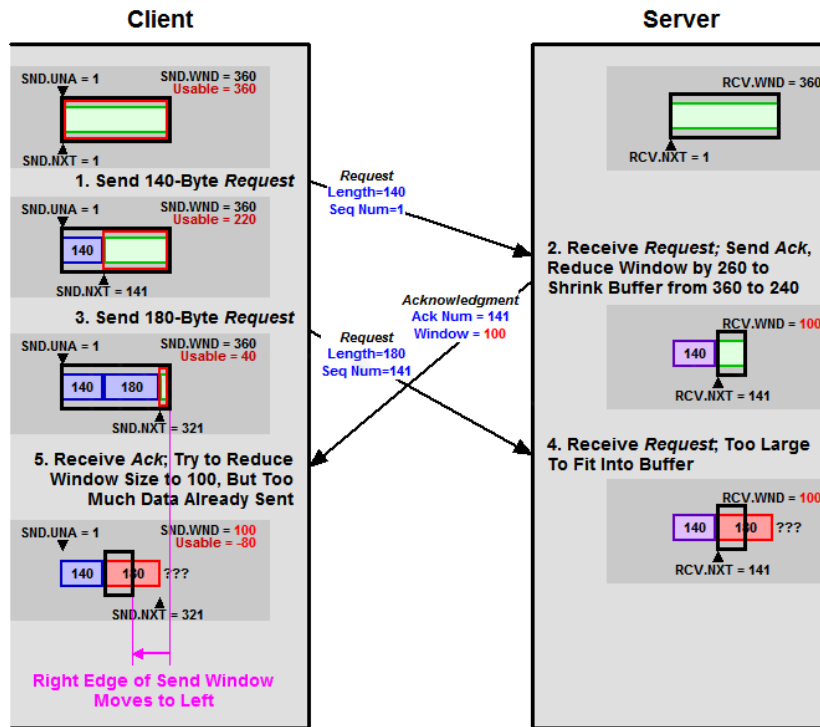 Client
Server
SND.UNA = 1
SND.WND = 360
Usable = 360
SND.NXT = 1
RCV.WND = 360
RCV.NXT = 1
1. Send 140-Byte Request
Request
Length=140
Seq Num=1
SND.UNA = 1
SND.WND = 360
Usable = 220
140
SND.NXT = 141
2. Receive Request; Send Ack,
Reduce Window by 260 to
Shrink Buffer from 360 to 240
Acknowledgment
Ack Num = 141
Window = 100
3. Send 180-Byte Request
Request
Length=180
Seq Num=141
SND.UNA = 1
SND.WND = 360
Usable = 40
140
180
SND.NXT = 321
RCV.WND = 100
140
RCV.NXT = 141
4. Receive Request; Too Large
To Fit Into Buffer
5. Receive Ack; Try to Reduce
Window Size to 100, But Too
Much Data Already Sent
SND.UNA = 1
SND.WND = 100
Usable = -80
140
180
???
SND.NXT = 321
RCV.WND = 100
140
180
???
RCV.NXT = 141
Right Edge of Send Window
Moves to Left